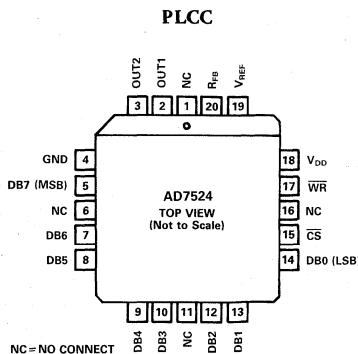 PLCC
OUT2
OUT1
NC
RFB
VREF
3 2 1 20 19
GND 4
DB7 (MSB) 5
NC 6
DB6 7
DB5 8
AD7524
TOP VIEW
(Not to Scale)
18 VDD
17 WR
16 NC
15 CS
14 DB0 (LSB)
9 10 11 12 13
DB4
DB3
NC
DB2
DB1
NC = NO CONNECT